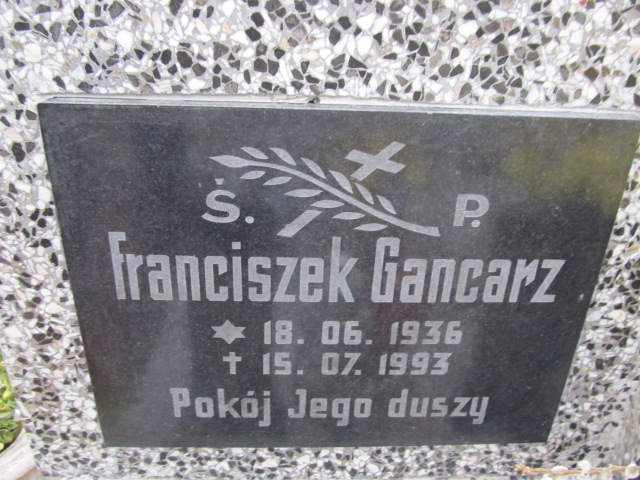 Ś. P.
Franciszek Gancarz
18. 06. 1936
15. 07. 1993
Pokój Jego duszy